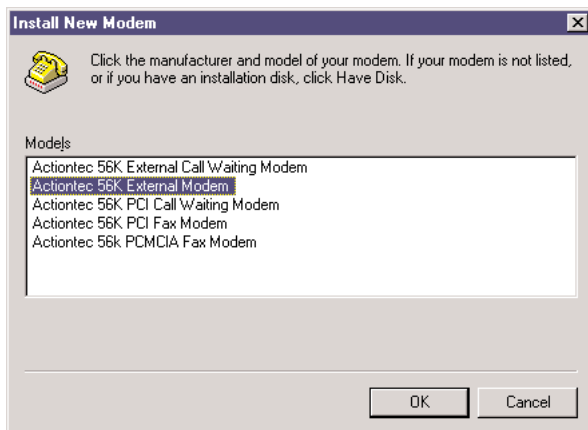 Install New Modem
Click the manufacturer and model of your modem. If your modem is not listed,
or if you have an installation disk, click Have Disk.
Models
Actiontec 56K External Call Waiting Modem
Actiontec 56K External Modem
Actiontec 56K PCI Call Waiting Modem
Actiontec 56K PCI Fax Modem
Actiontec 56k PCMCIA Fax Modem
OK
Cancel